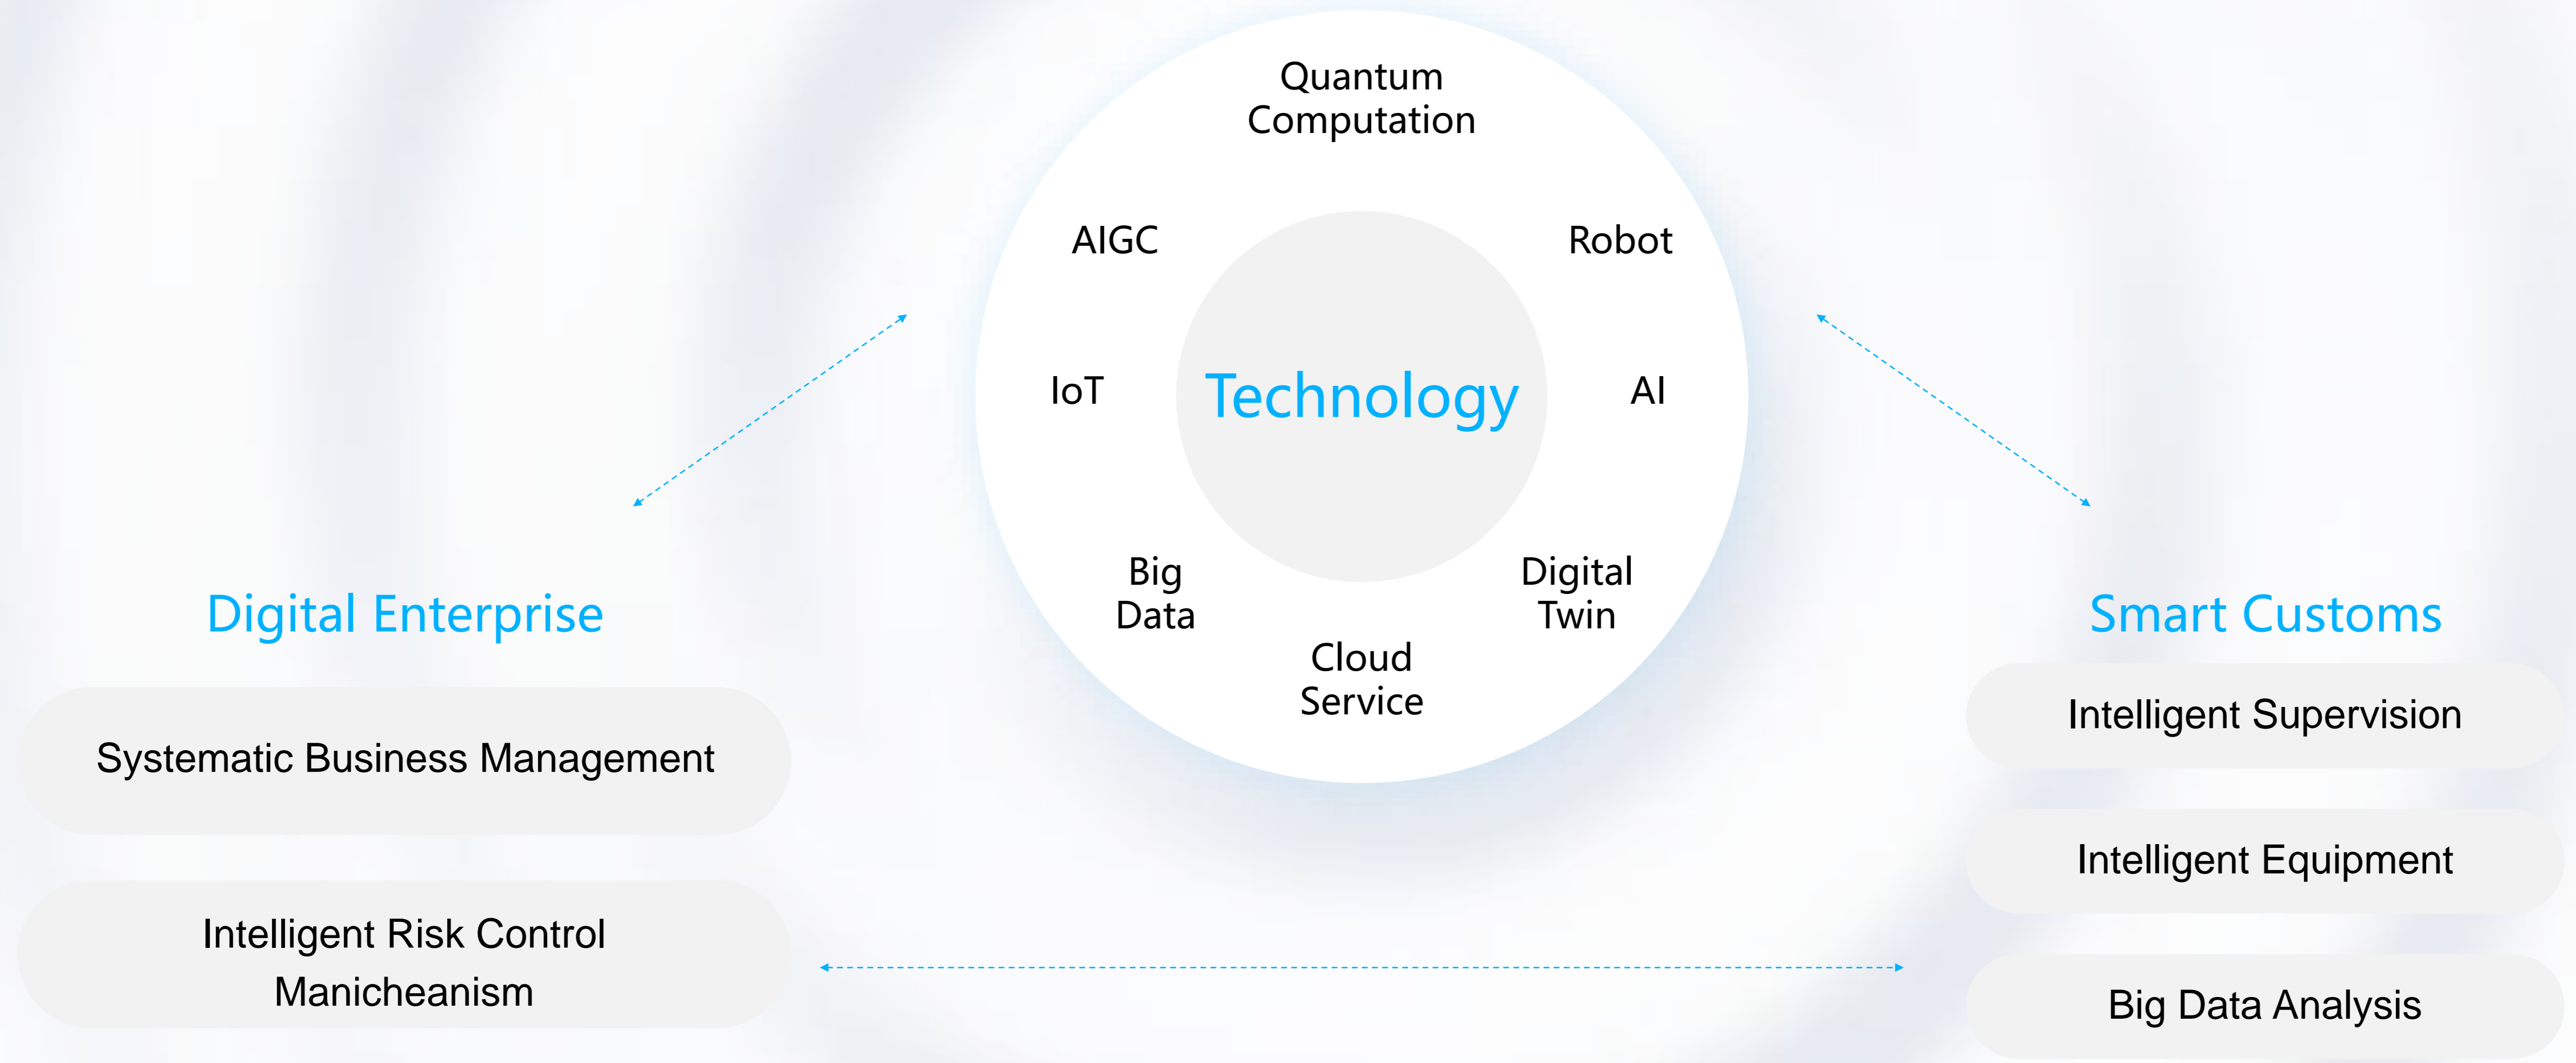 Quantum
Computation
AIGC
Robot
IoT
Technology
AI
Big
Data
Digital
Twin
Cloud
Service
Digital Enterprise
Systematic Business Management
Intelligent Risk Control
Manicheanism
Smart Customs
Intelligent Supervision
Intelligent Equipment
Big Data Analysis